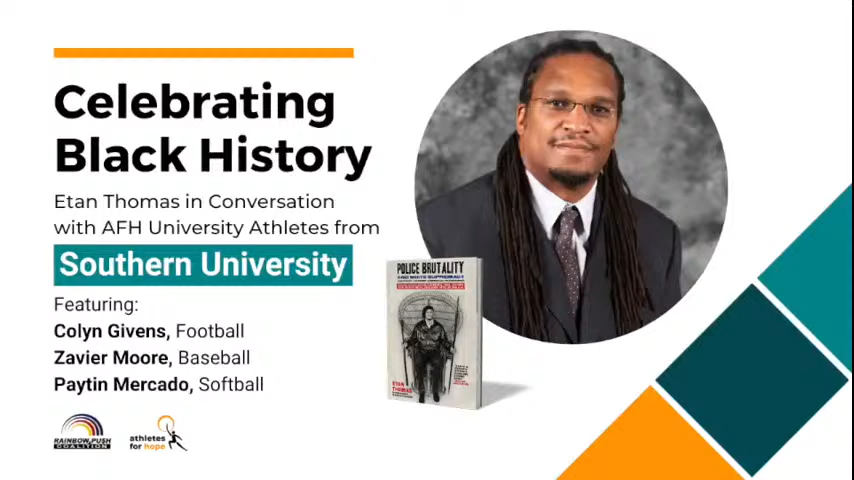 Celebrating
Black History
Etan Thomas in Conversation
with AFH University Athletes from
Southern University
Featuring:
Colyn Givens, Football
Zavier Moore, Baseball
Paytin Mercado, Softball
RAINBOW PUSH
COALITION
athletes
for hope
POLICE BRUTALITY
AND WHITE SUPREMACY
ETAN
THOMAS